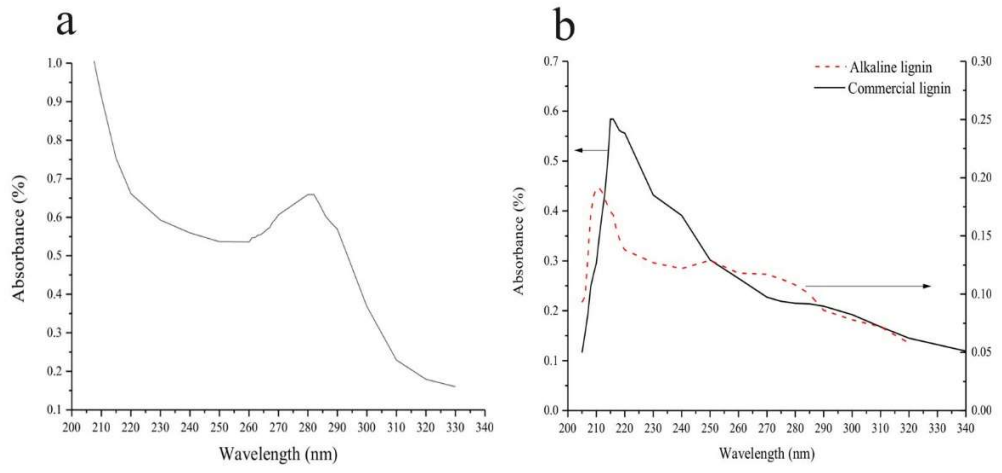 a
1.0
0.9
0.8
0.7
0.6
0.5
0.4
0.3
0.2
0.1
Absorbance (%)
200 210 220 230 240 250 260 270 280 290 300 310 320 330 340
Wavelength (nm)
b
0.7
0.6
0.5
0.4
0.3
0.2
0.1
0.0
Absorbance (%)
Alkaline lignin
Commercial lignin
0.30
0.25
0.20
0.15
0.10
0.05
0.00
200 210 220 230 240 250 260 270 280 290 300 310 320 330 340
Wavelength (nm)